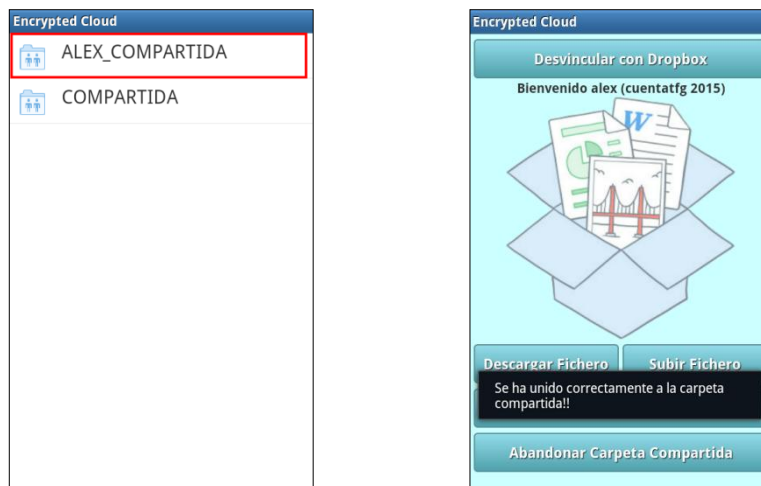 Encrypted Cloud
ALEX_COMPARTIDA
COMPARTIDA
Encrypted Cloud
Desvincular con Dropbox
Bienvenido alex (cuentatfg 2015)
W
Descargar Fichero
Subir Fichero
Se ha unido correctamente a la carpeta
compartida!!
Abandonar Carpeta Compartida